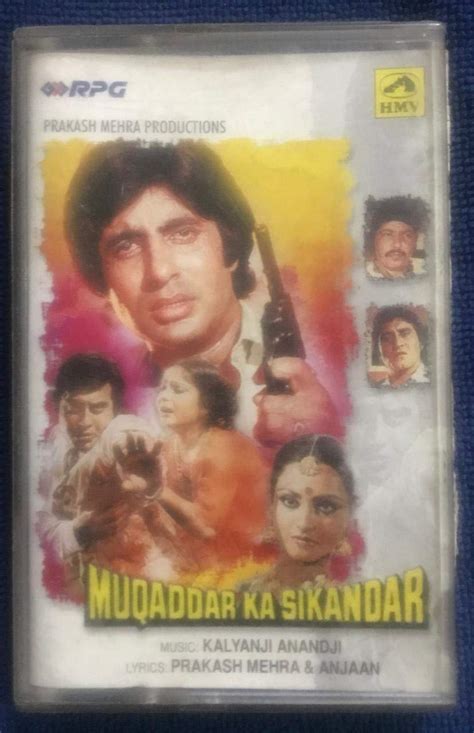 RPG
HMV
PRAKASH MEHRA PRODUCTIONS
MUQADDAR KA SIKANDAR
MUSIC: KALYANJI ANANDJI
LYRICS: PRAKASH MEHRA & ANJAAN